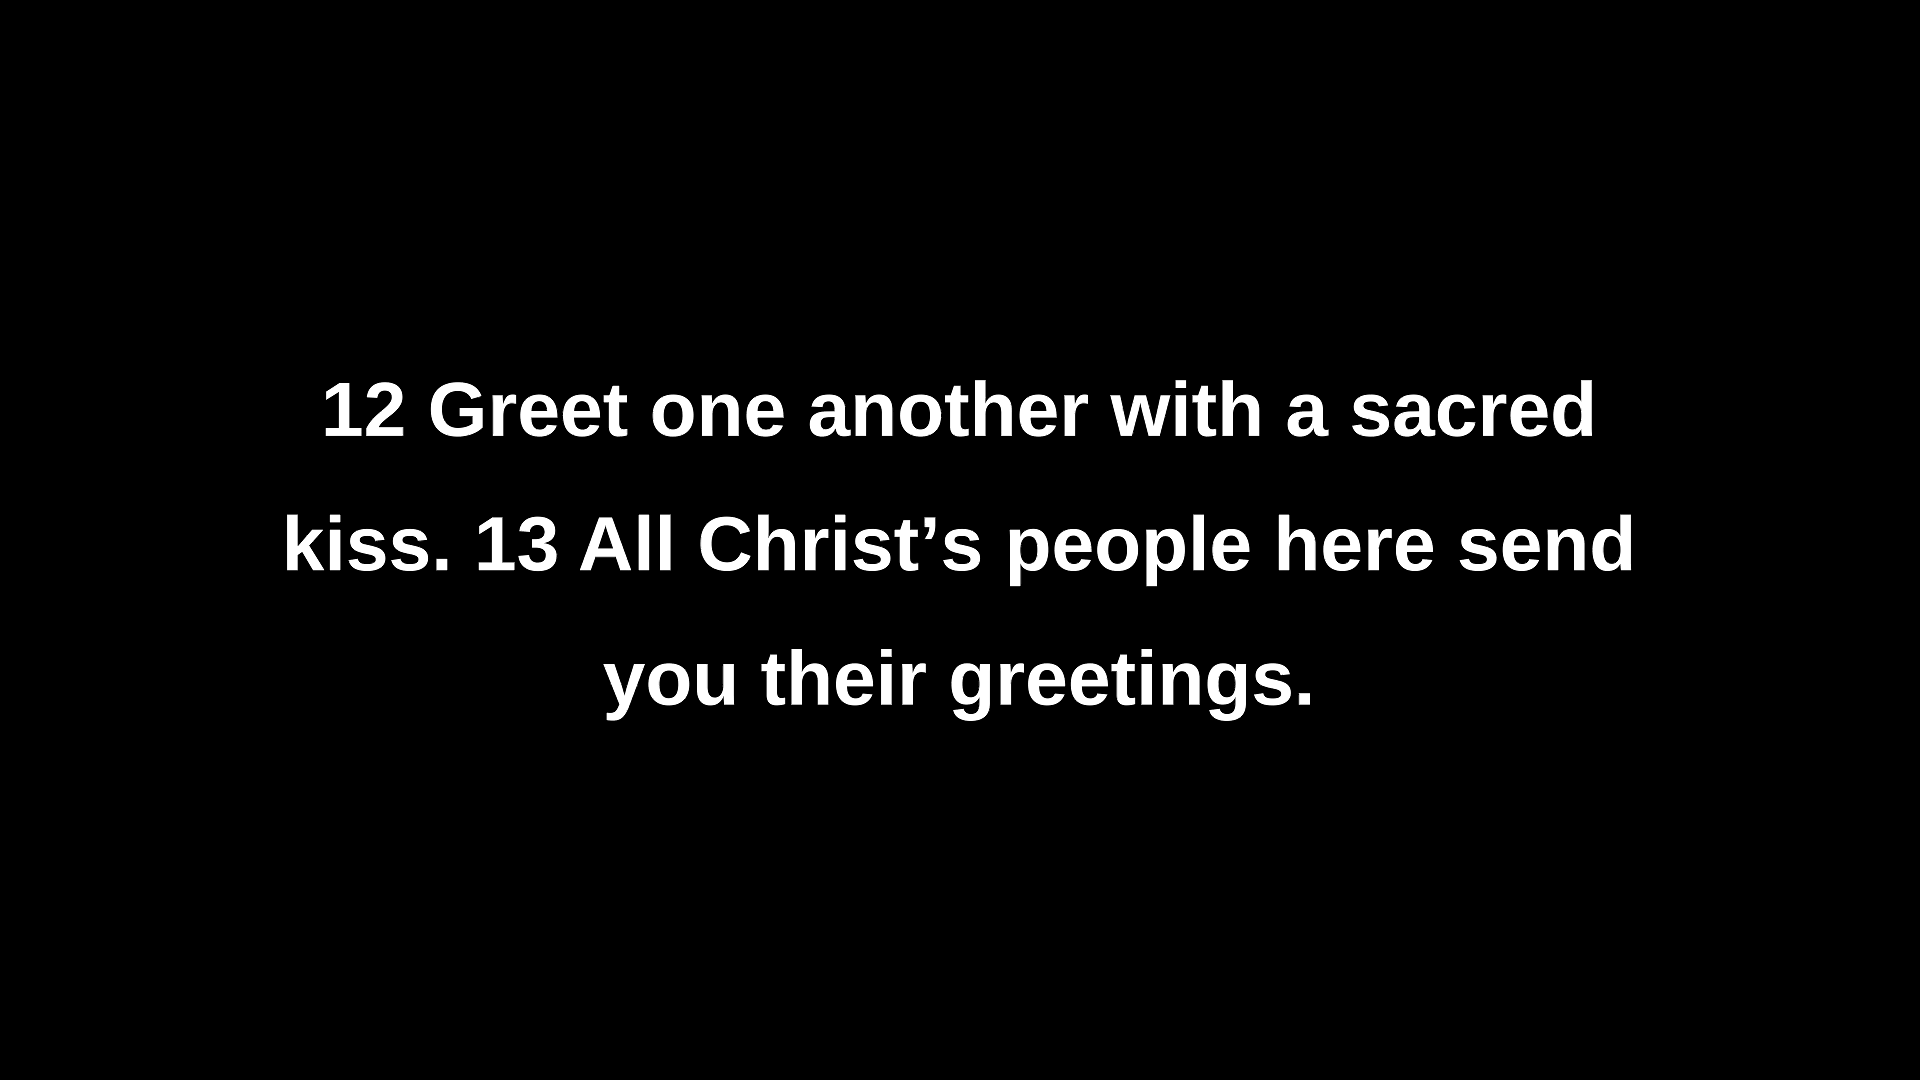 12 Greet one another with a sacred
kiss. 13 All Christ’s people here send
you their greetings.